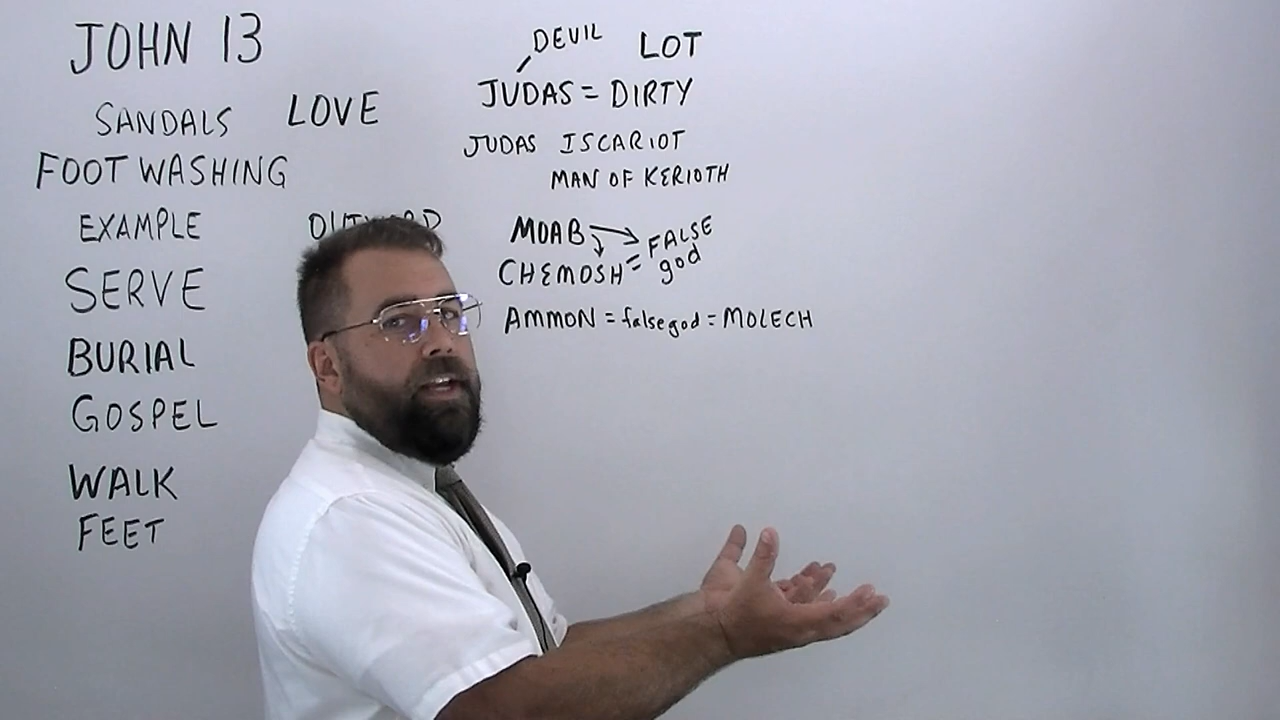 JOHN 13
SANDALS
LOVE
FOOT WASHING
EXAMPLE
SERVE
BURIAL
GOSPEL
WALK
FEET
DEVIL
LOT
JUDAS = DIRTY
JUDAS ISCARIOT
MAN OF KERIOTH
MOAB → FALSE
CHEMOSH = god
AMMON = false god = MOLECH